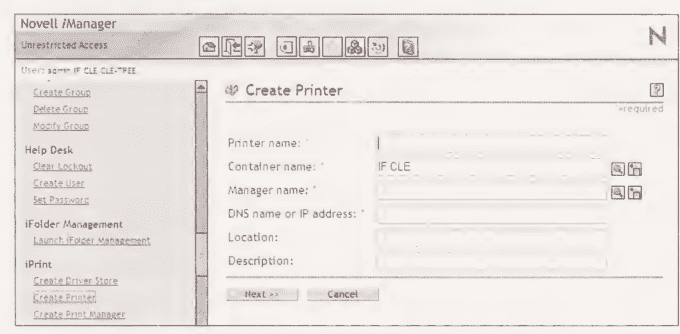 Novell iManager
Unrestricted Access
N
User: admin.IF CLE.CLE-TREE.
Create Group
Delete Group
Modify Group
Help Desk
Clear Lockout
Create User
Set Password
iFolder Management
Launch iFolder Management
iPrint
Create Driver Store
Create Printer
Create Print Manager
Create Printer
?
*=required
Printer name: *
Container name: * IF CLE
Manager name: *
DNS name or IP address: *
Location:
Description:
Next >>
Cancel